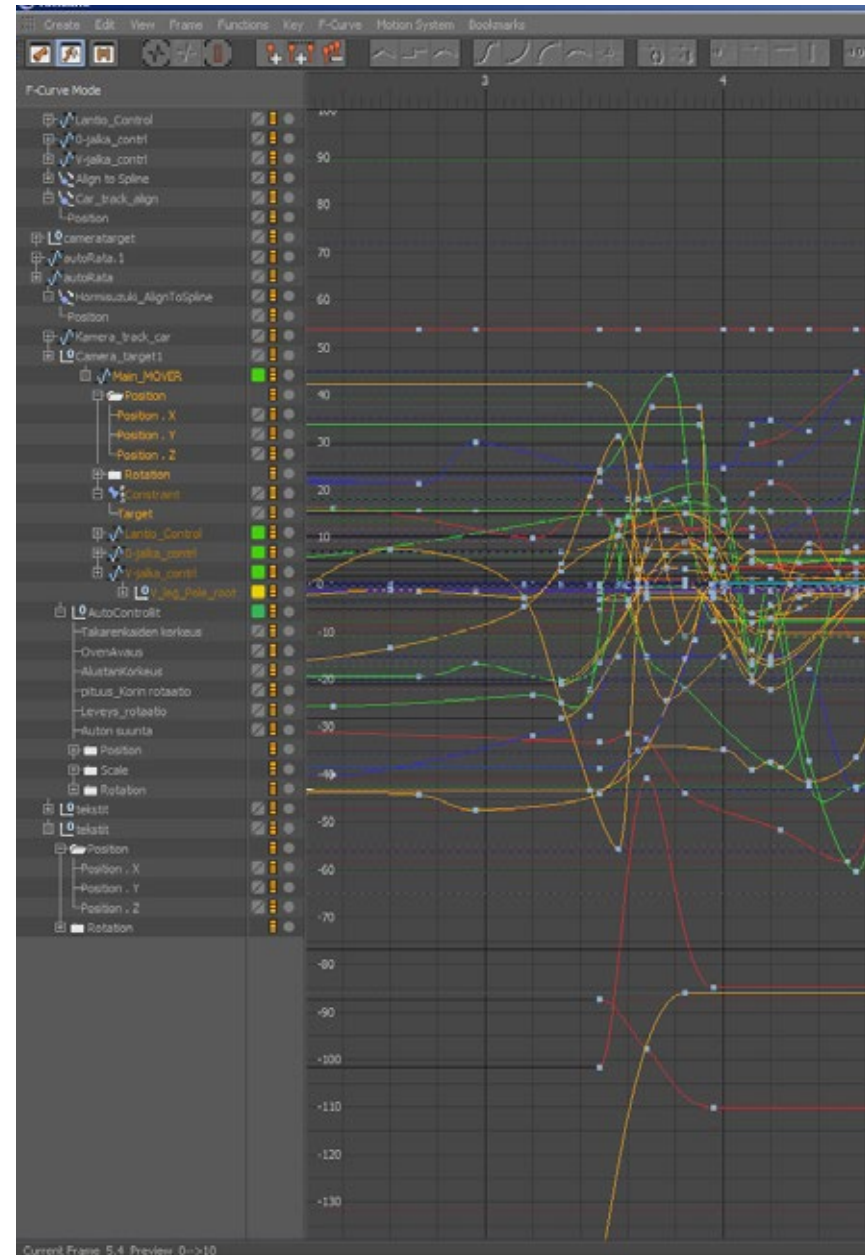 Create Edit View Frame Functions Key F-Curve Motion System Bookmarks
F-Curve Mode
3 4
Lantio_Control
O-jalka_contrl
V-jalka_contrl
Align to Spline
Car_track_align
Position
cameratarget
autoRata.1
autoRata
Hormisuzuki_AlignToSpline
Position
Kamera_track_car
Camera_target1
Main_MOVER
Position
Position . X
Position . Y
Position . Z
Rotation
Constraint
Target
Lantio_Control
O-jalka_contrl
V-jalka_contrl
V_leg_Pole_root
AutoControllit
Takarenkaiden korkeus
OvenAvaus
AlustanKorkeus
pituus_Korin rotaatio
Leveys_rotaatio
Auton suunta
Position
Scale
Rotation
tekstit
tekstit
Position
Position . X
Position . Y
Position . Z
Rotation
100
90
80
70
60
50
40
30
20
10
0
-10
-20
-30
-40
-50
-60
-70
-80
-90
-100
-110
-120
-130
Current Frame 5.4 Preview 0-->10